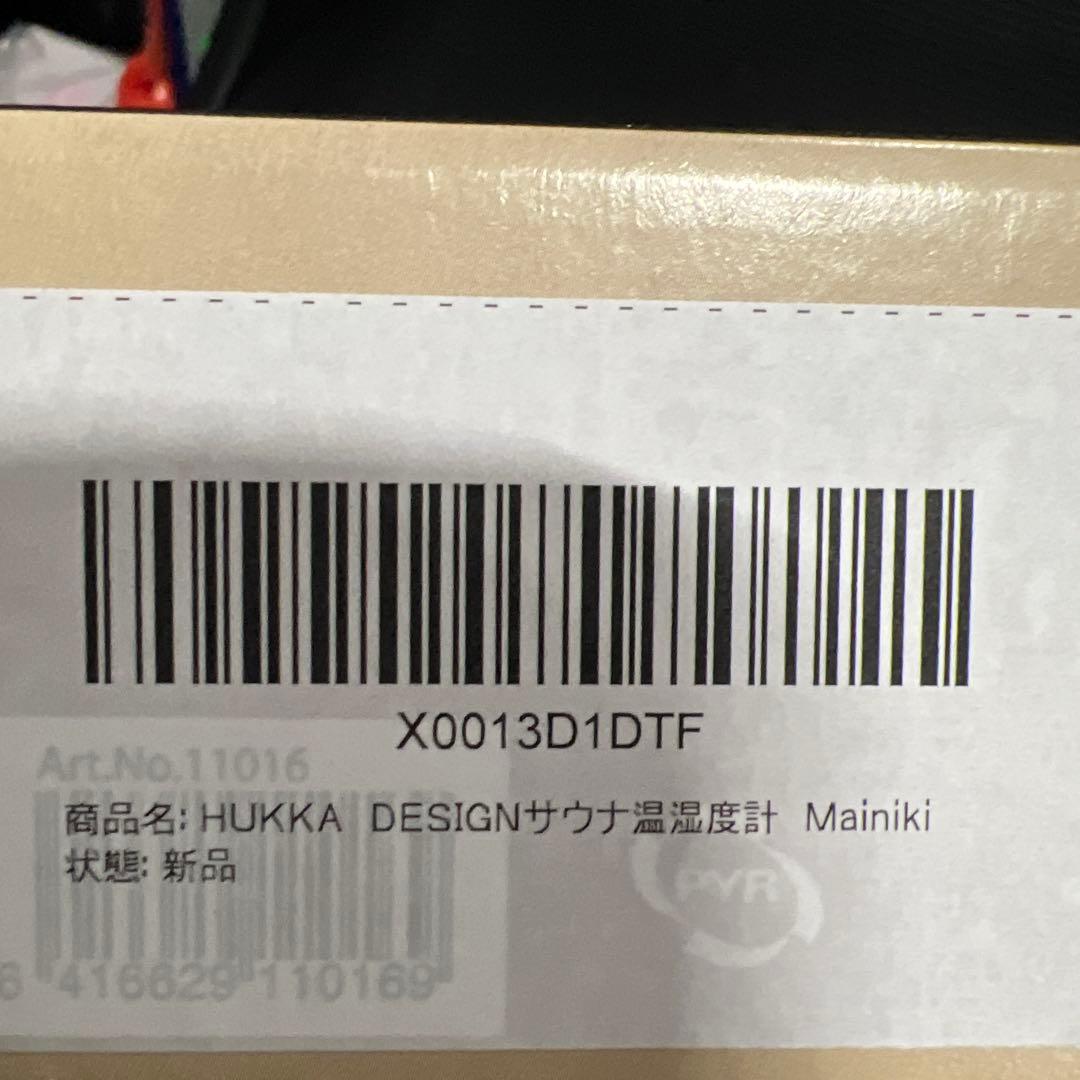 X0013D1DTF
Art.No.11016
商品名: HUKKA DESIGNサウナ温湿度計 Mainiki
状態: 新品
PYR
6 416629 110169